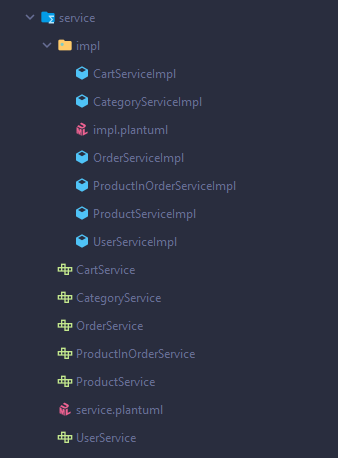 service
impl
CartServiceImpl
CategoryServiceImpl
impl.plantuml
OrderServiceImpl
ProductInOrderServiceImpl
ProductServiceImpl
UserServiceImpl
CartService
CategoryService
OrderService
ProductInOrderService
ProductService
service.plantuml
UserService